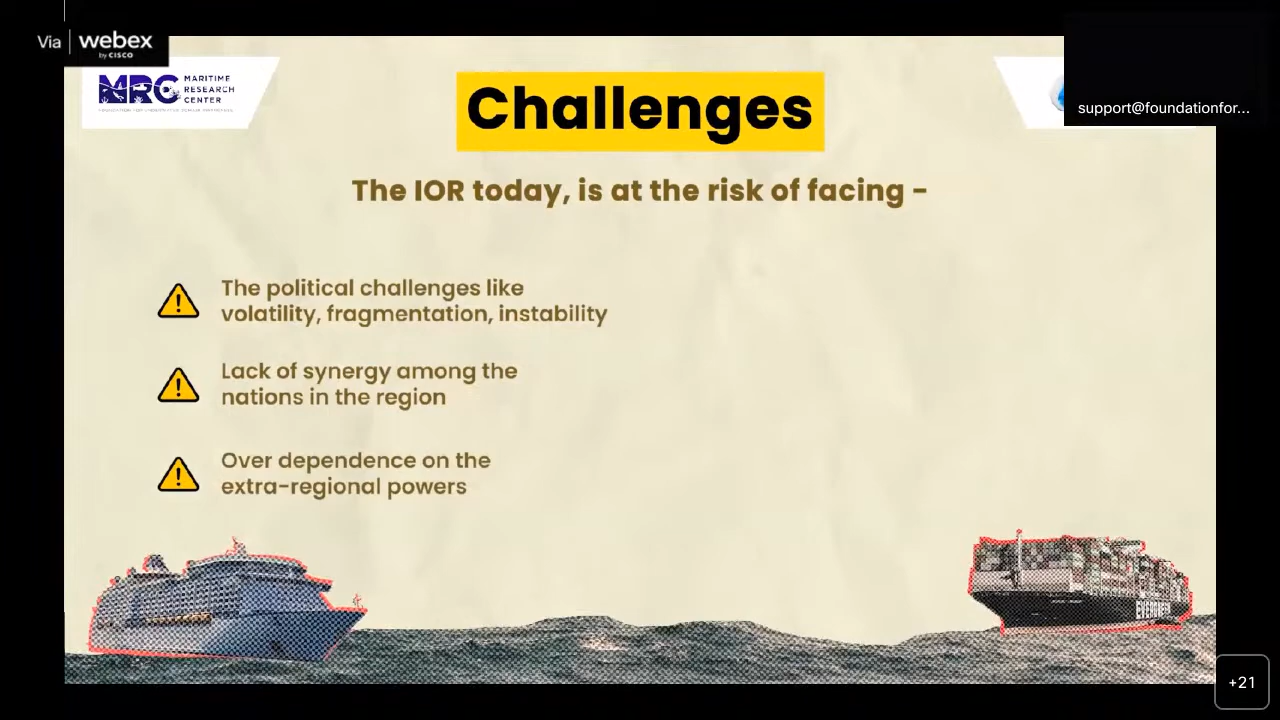 Via webex
by CISCO
MRC MARITIME
RESEARCH
CENTER
support@foundationfor...
Challenges
The IOR today, is at the risk of facing -
The political challenges like
volatility, fragmentation, instability
Lack of synergy among the
nations in the region
Over dependence on the
extra-regional powers
EVERGREEN
+21